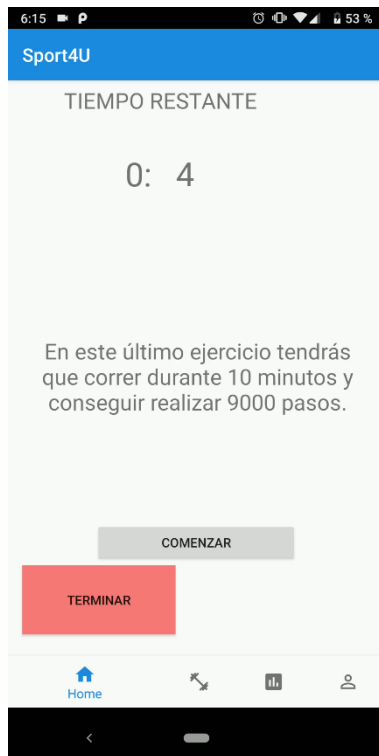 6:15
53 %
Sport4U
TIEMPO RESTANTE
0: 4
En este último ejercicio tendrás
que correr durante 10 minutos y
conseguir realizar 9000 pasos.
COMENZAR
TERMINAR
Home